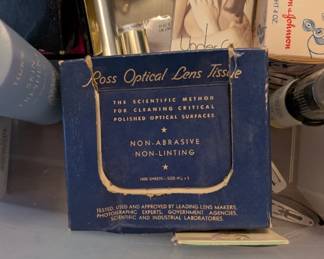 Ross Optical Lens Tissue
THE SCIENTIFIC METHOD
FOR CLEANING CRITICAL
POLISHED OPTICAL SURFACES
NON-ABRASIVE
NON-LINTING
TESTED, USED AND APPROVED BY LEADING LENS MAKERS,
PHOTOGRAPHIC EXPERTS, GOVERNMENT AGENCIES,
SCIENTIFIC AND INDUSTRIAL LABORATORIES.
Johnson